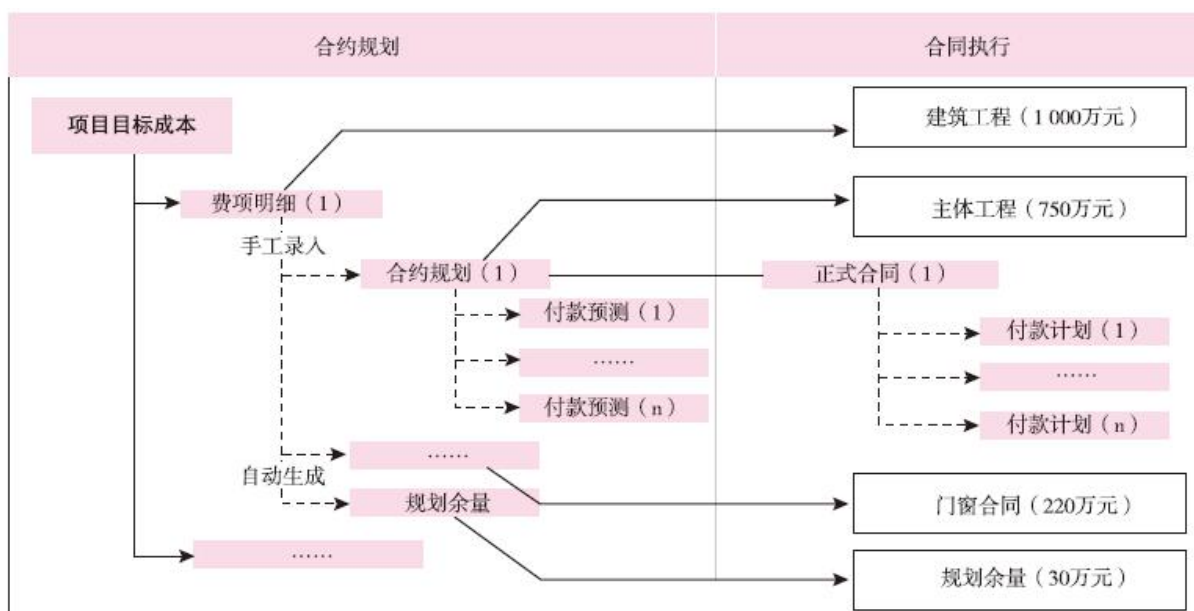 合约规划
合同执行
项目目标成本
建筑工程（1 000万元）
费项明细（1）
主体工程（750万元）
手工录入
合约规划（1）
正式合同（1）
付款预测（1）
付款计划（1）
……
……
付款预测（n）
付款计划（n）
……
自动生成
规划余量
门窗合同（220万元）
……
规划余量（30万元）